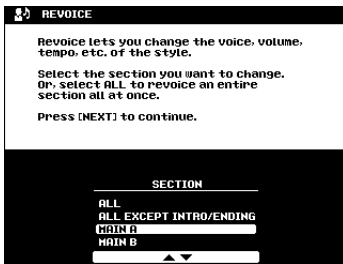 REVOICE
Revoice lets you change the voice, volume,
tempo, etc. of the style.
Select the section you want to change.
Or, select ALL to revoice an entire
section all at once.
Press [NEXT] to continue.
SECTION
ALL
ALL EXCEPT INTRO/ENDING
MAIN A
MAIN B